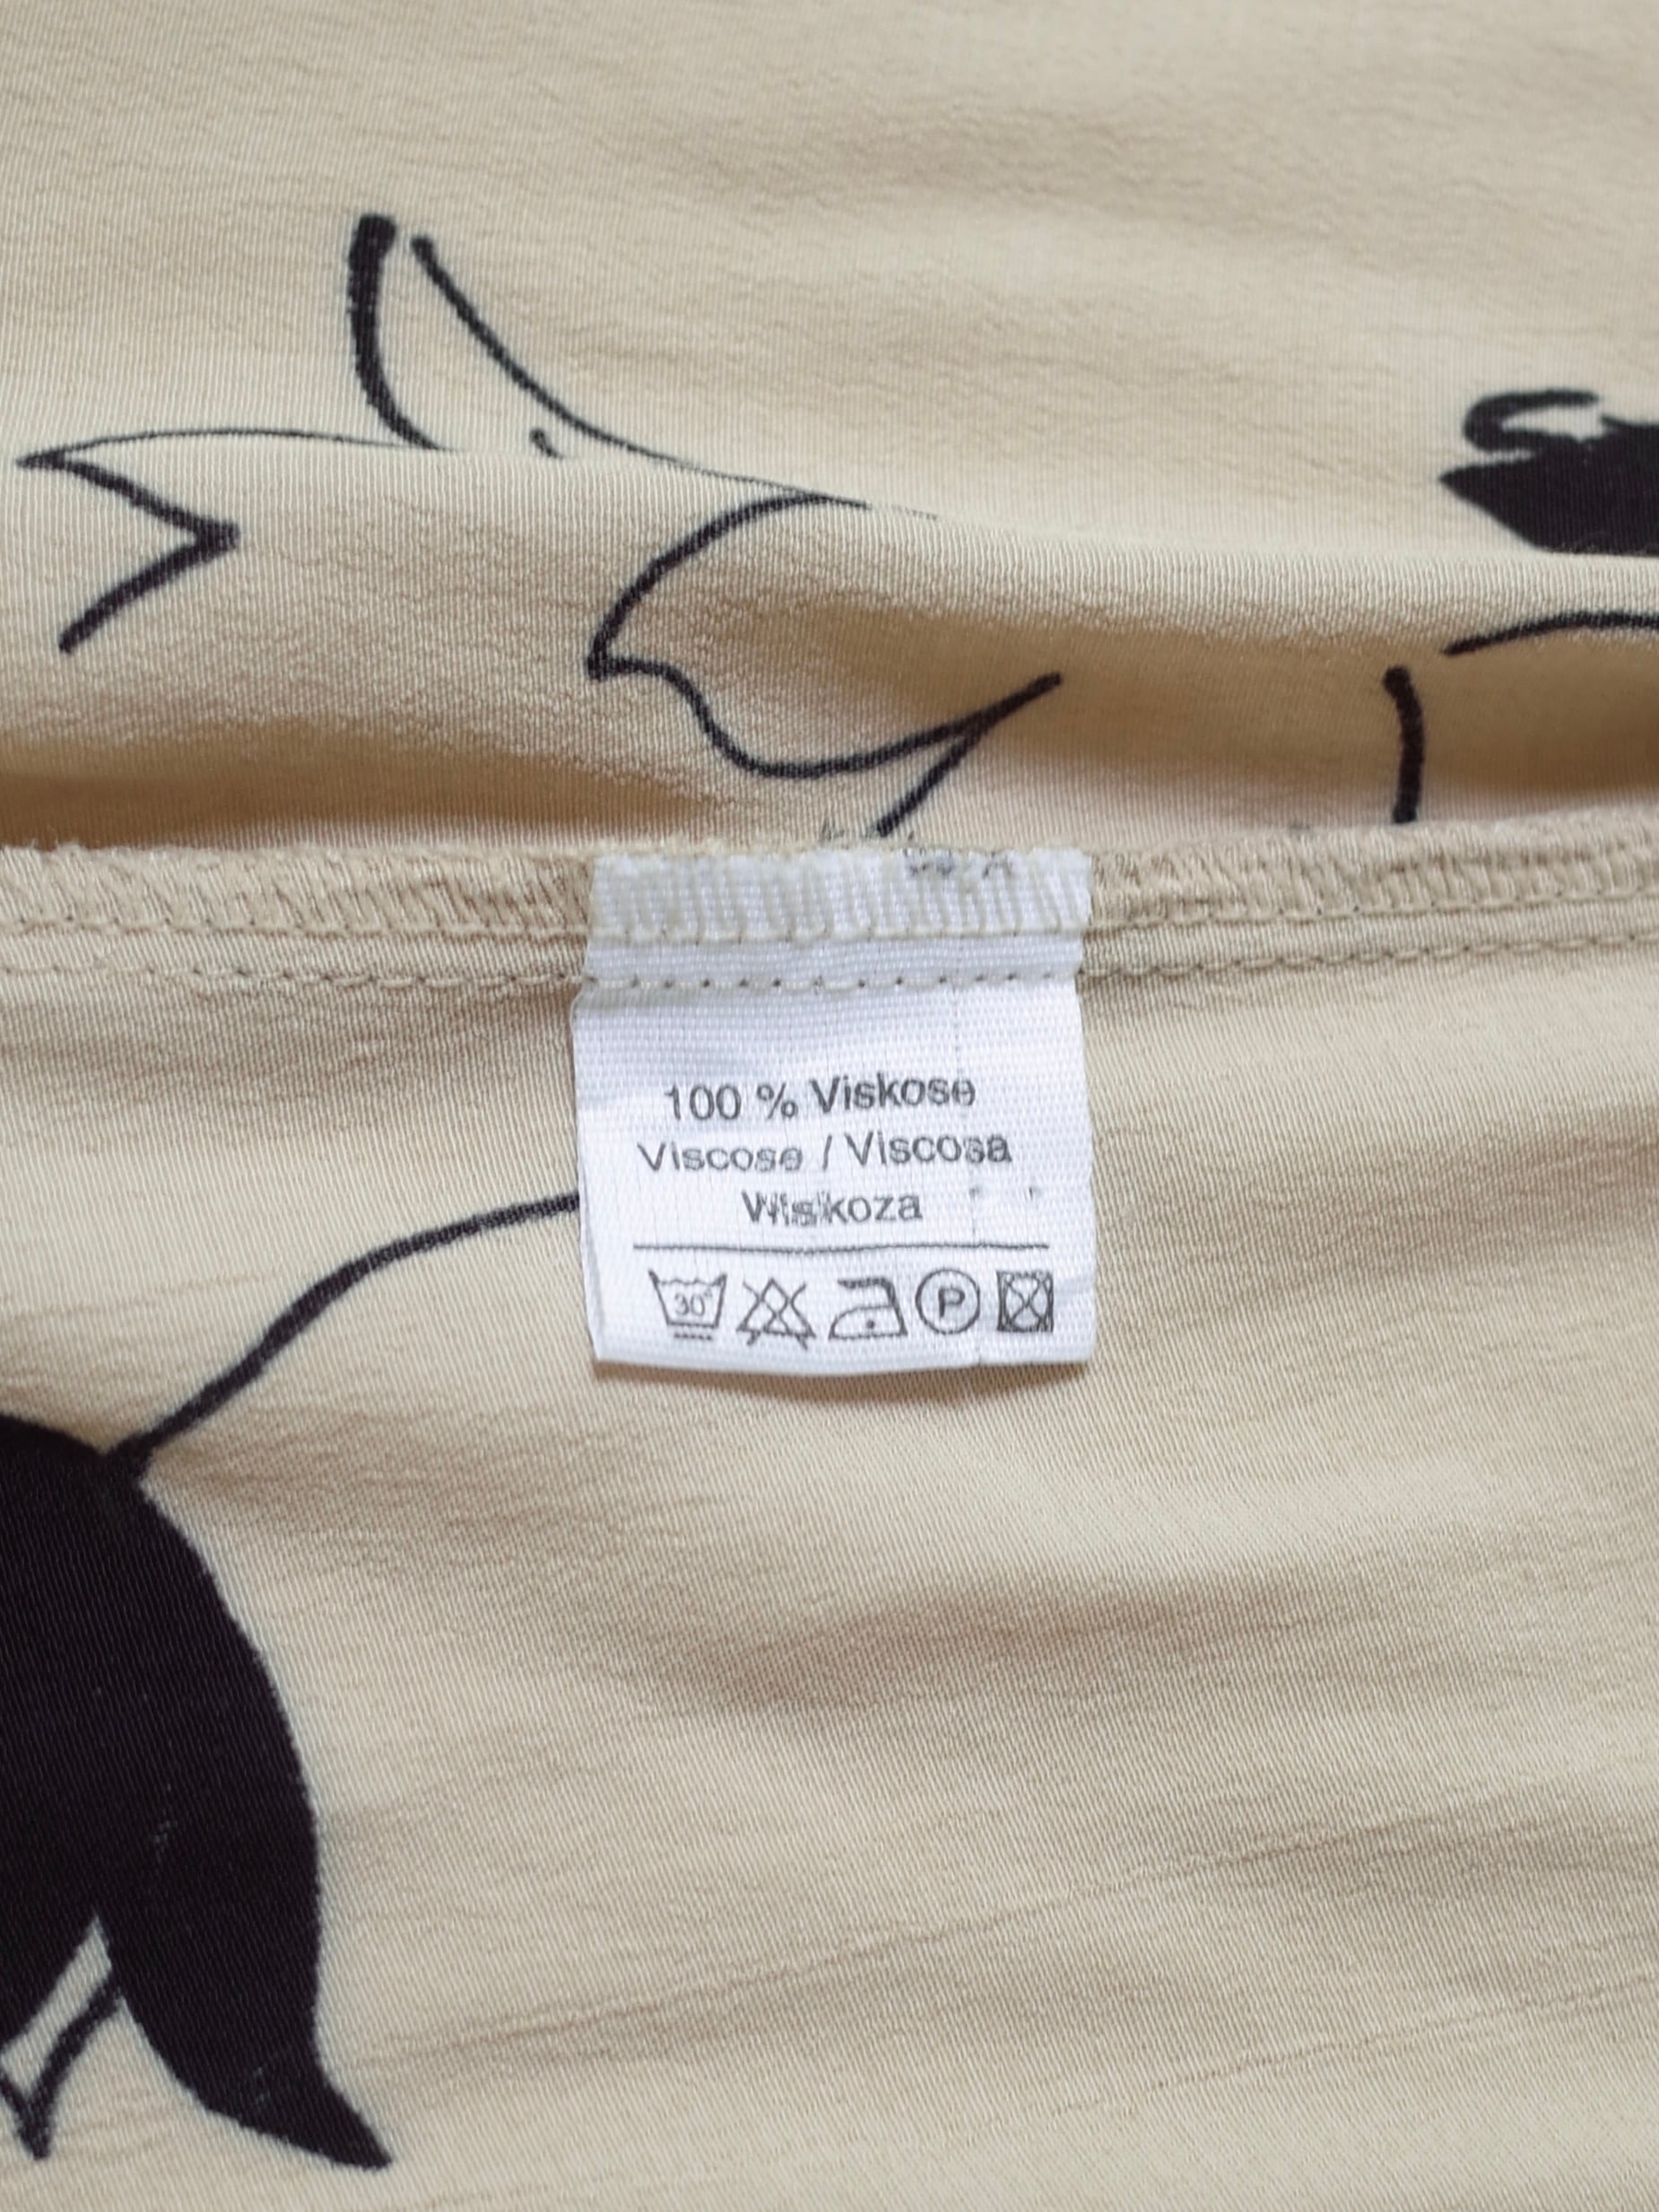 100 % Viskose
Viscose / Viscosa
Wiskoza
30°
P